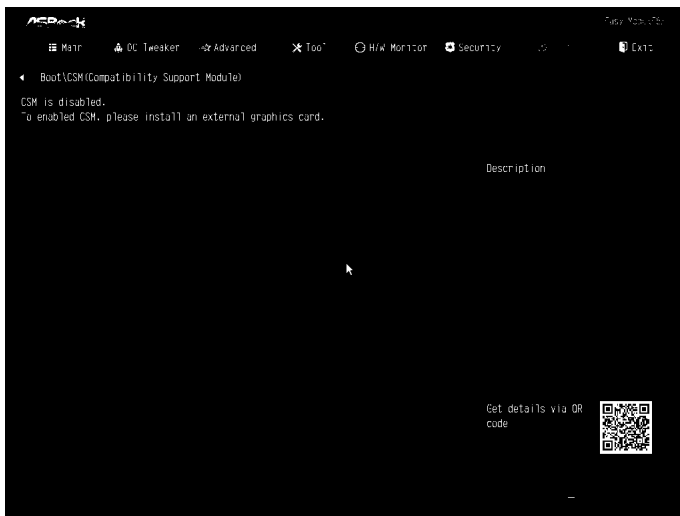 ASRock
Easy Mode(F6)
Main OC Tweaker Advanced Tool H/W Monitor Security Exit
Boot\CSM(Compatibility Support Module)
CSM is disabled.
To enabled CSM, please install an external graphics card.
Description
Get details via QR
code